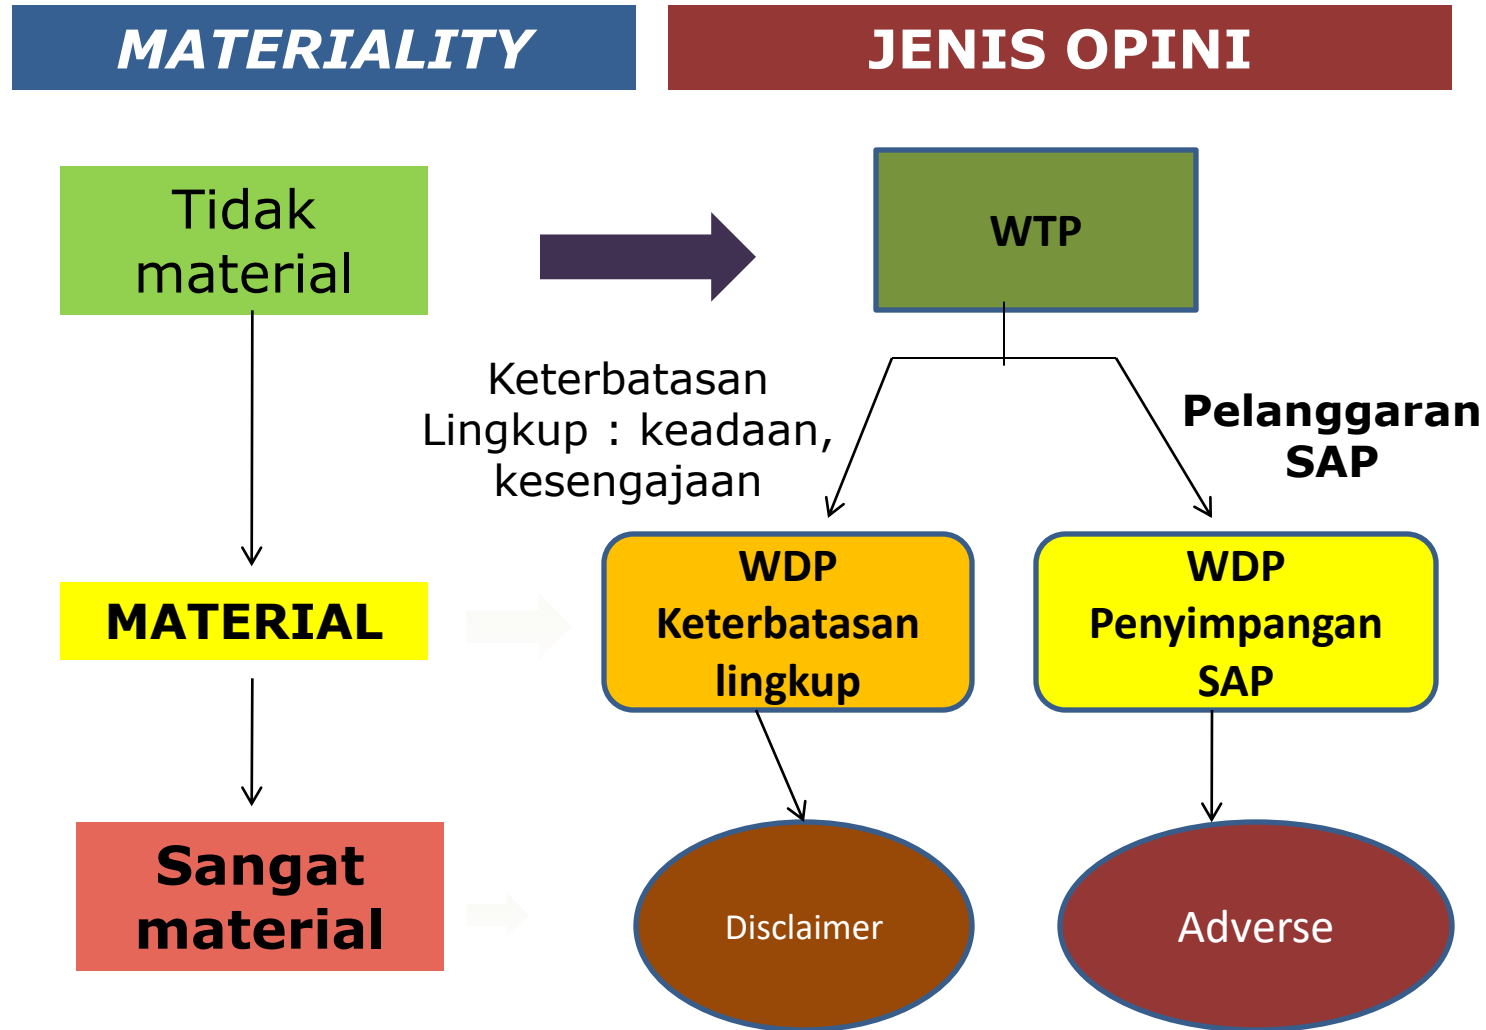 MATERIALITY
JENIS OPINI
Tidak
material
WTP
Keterbatasan
Lingkup : keadaan,
kesengajaan
Pelanggaran
SAP
MATERIAL
WDP
Keterbatasan
lingkup
WDP
Penyimpangan
SAP
Sangat
material
Disclaimer
Adverse